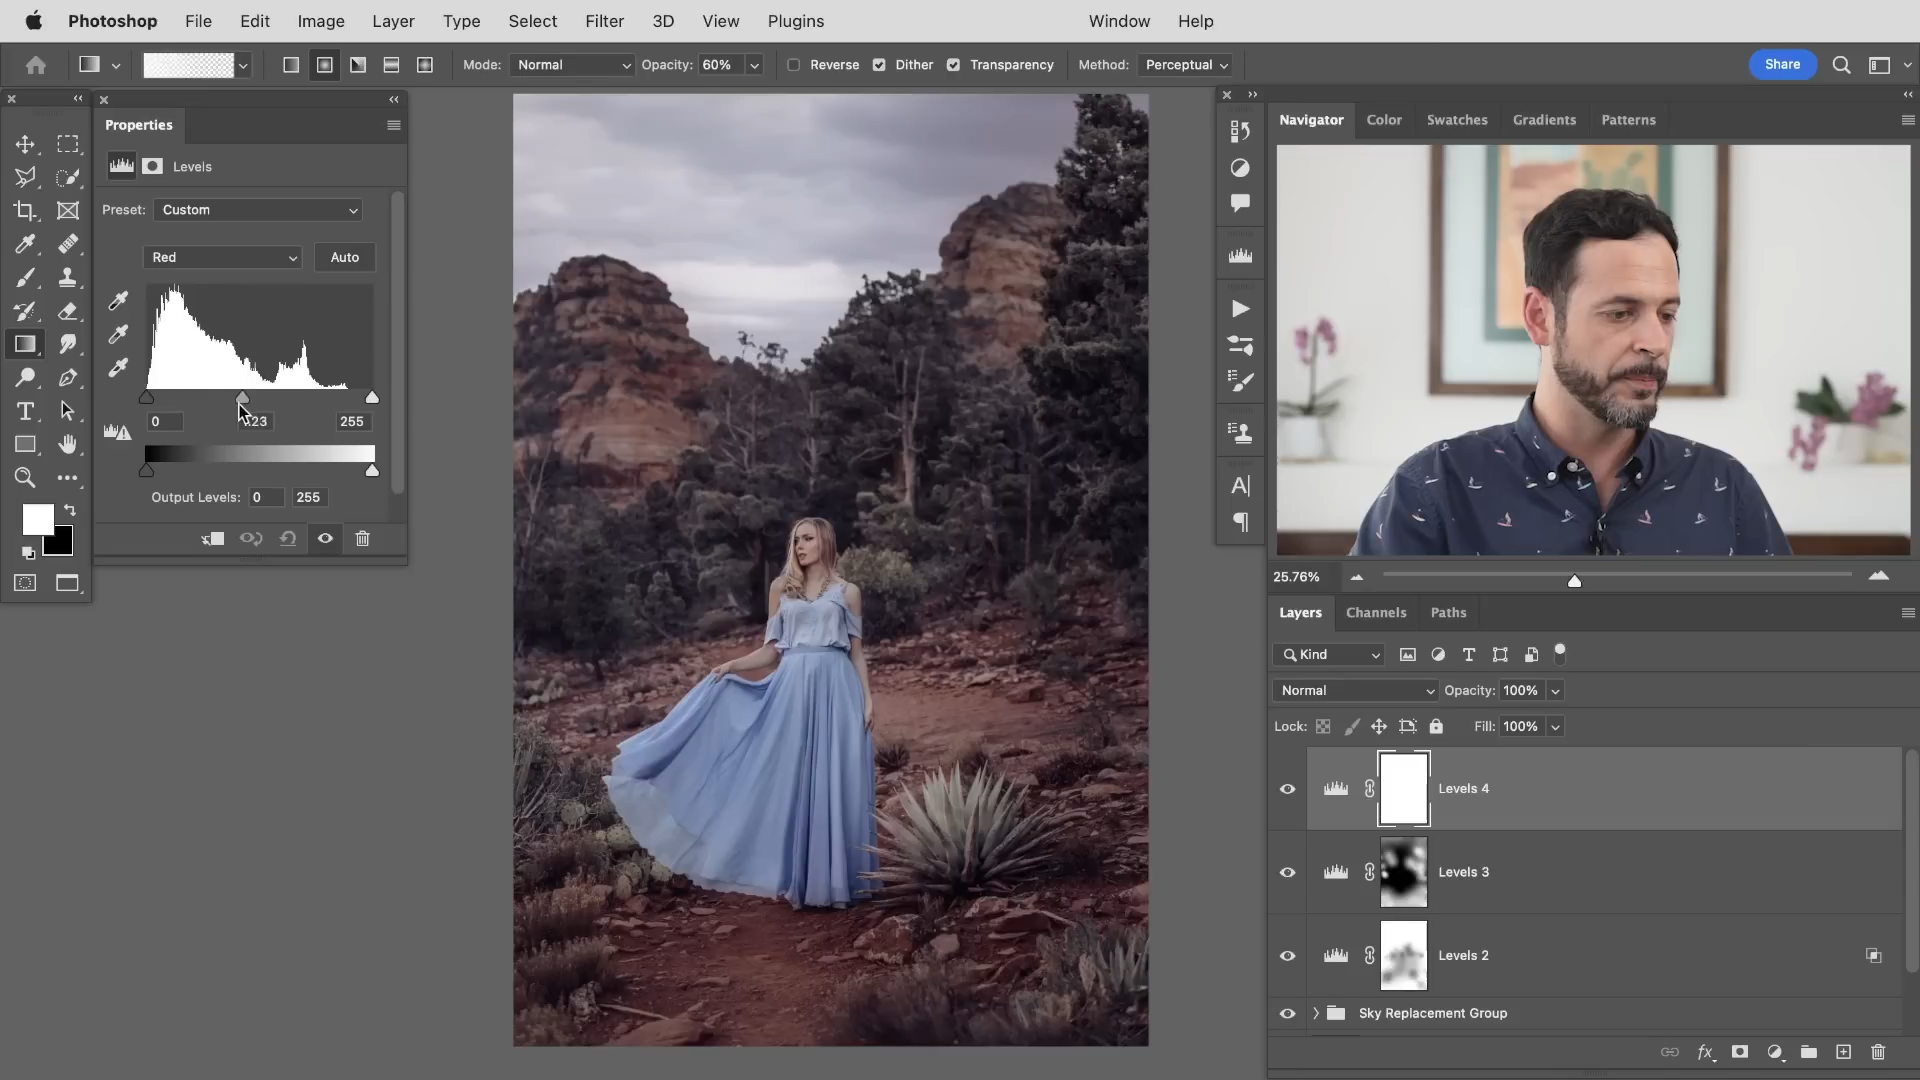 Photoshop File Edit Image Layer Type Select Filter 3D View Plugins Window Help
Mode: Normal Opacity: 60% Reverse Dither Transparency Method: Perceptual Share
Properties
Levels
Preset: Custom
Red Auto
0 255
Output Levels: 0 255
Navigator Color Swatches Gradients Patterns
25.76%
Layers Channels Paths
Kind
Normal Opacity: 100%
Lock: Fill: 100%
Levels 4
Levels 3
Levels 2
Sky Replacement Group